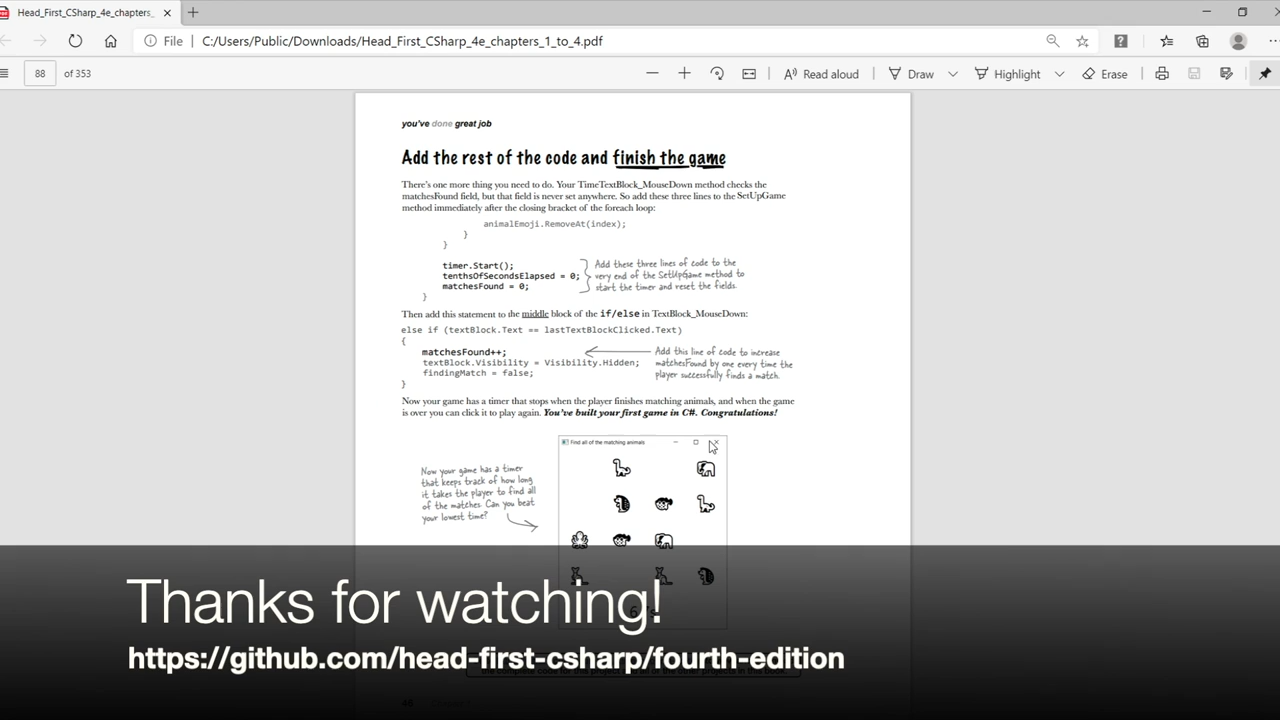 Head_First_CSharp_4e_chapters_
File
C:/Users/Public/Downloads/Head_First_CSharp_4e_chapters_1_to_4.pdf
88 of 353
Read aloud
Draw
Highlight
Erase
you've done great job
Add the rest of the code and finish the game
There's one more thing you need to do. Your TimeTextBlock_MouseDown method checks the
matchesFound field, but that field is never set anywhere. So add these three lines to the SetUpGame
method immediately after the closing bracket of the foreach loop:
animalEmoji.RemoveAt(index);
}
}
timer.Start();
tenthsOfSecondsElapsed = 0;
matchesFound = 0;
}
Add these three lines of code to the
very end of the SetUpGame method to
start the timer and reset the fields.
Then add this statement to the middle block of the if/else in TextBlock_MouseDown:
else if (textBlock.Text == lastTextBlockClicked.Text)
{
matchesFound++;
textBlock.Visibility = Visibility.Hidden;
findingMatch = false;
}
Add this line of code to increase
matchesFound by one every time the
player successfully finds a match.
Now your game has a timer that stops when the player finishes matching animals, and when the game
is over you can click it to play again. You've built your first game in C#. Congratulations!
Find all of the matching animals
Now your game has a timer
that keeps track of how long
it takes the player to find all
of the matches. Can you beat
your lowest time?
Thanks for watching!
https://github.com/head-first-csharp/fourth-edition